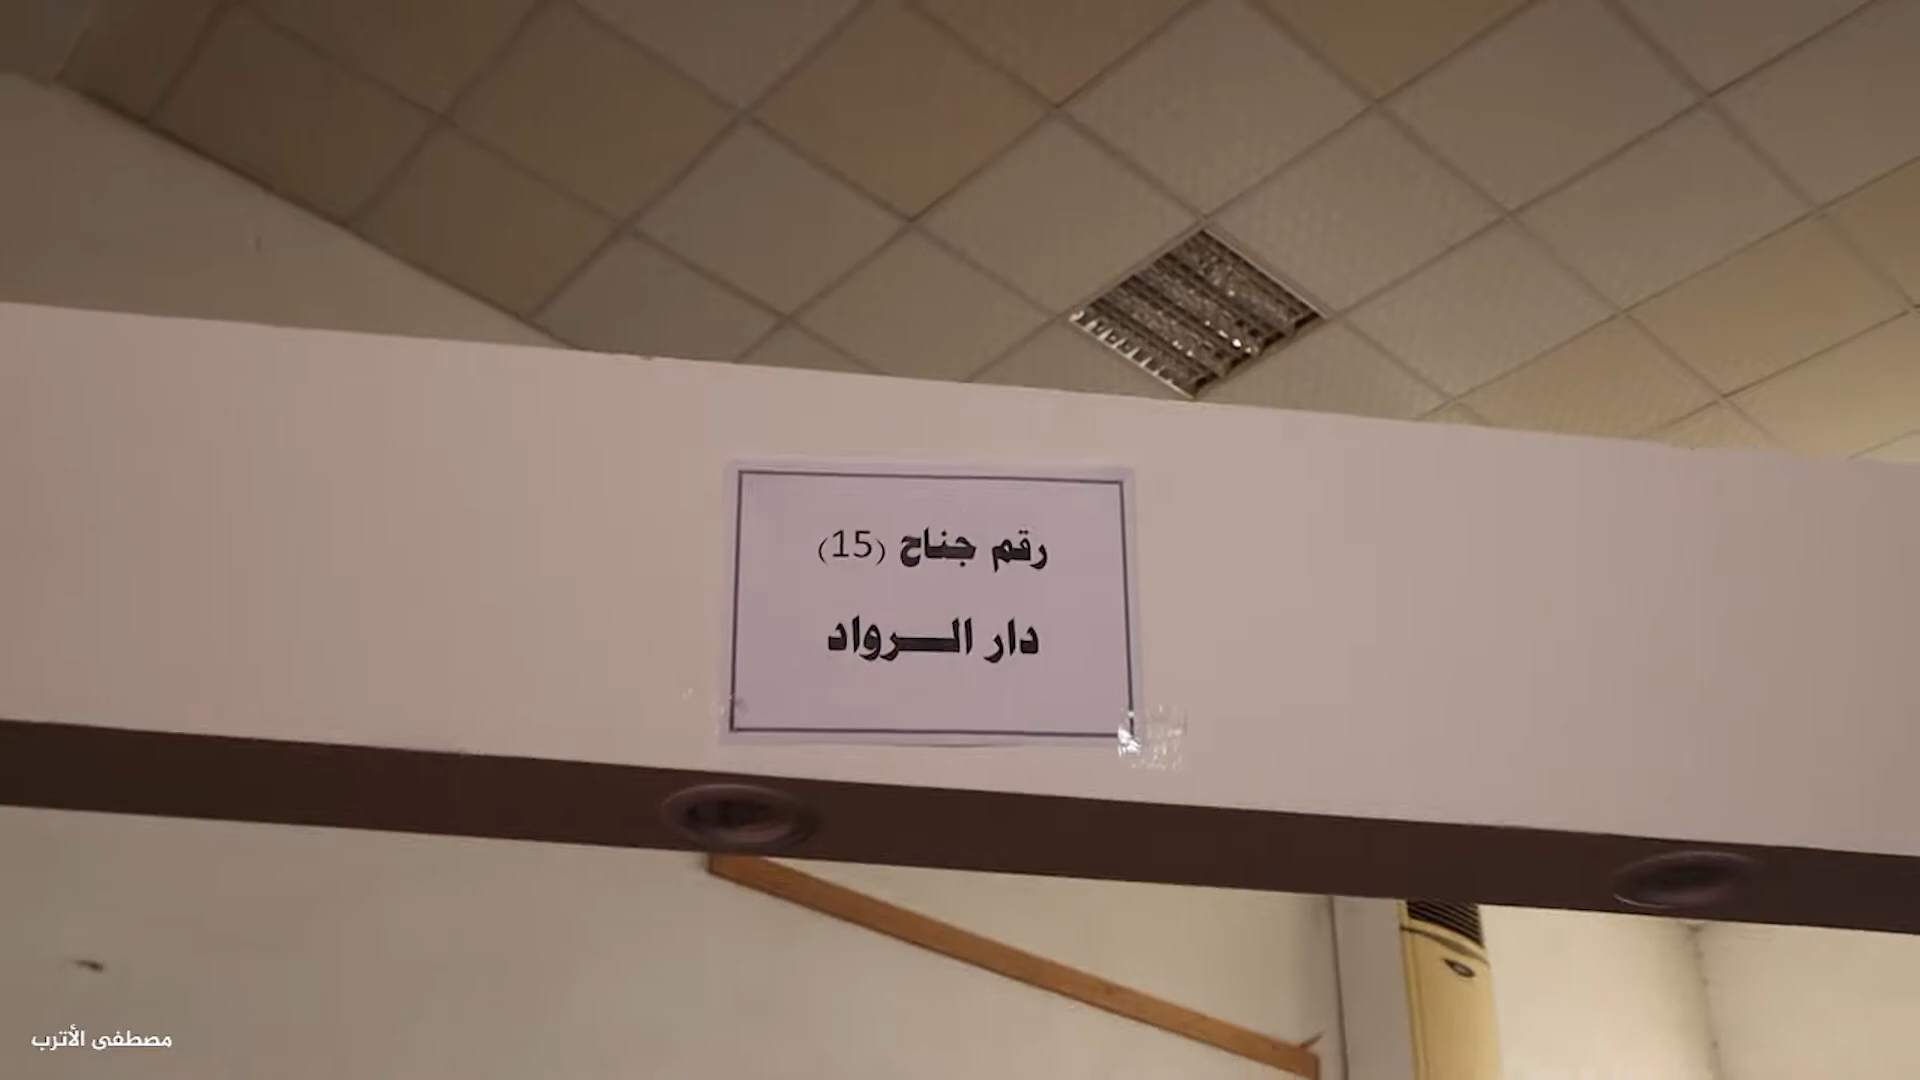 رقم جناح (15)
دار الـــرواد
مصطفى الأترب